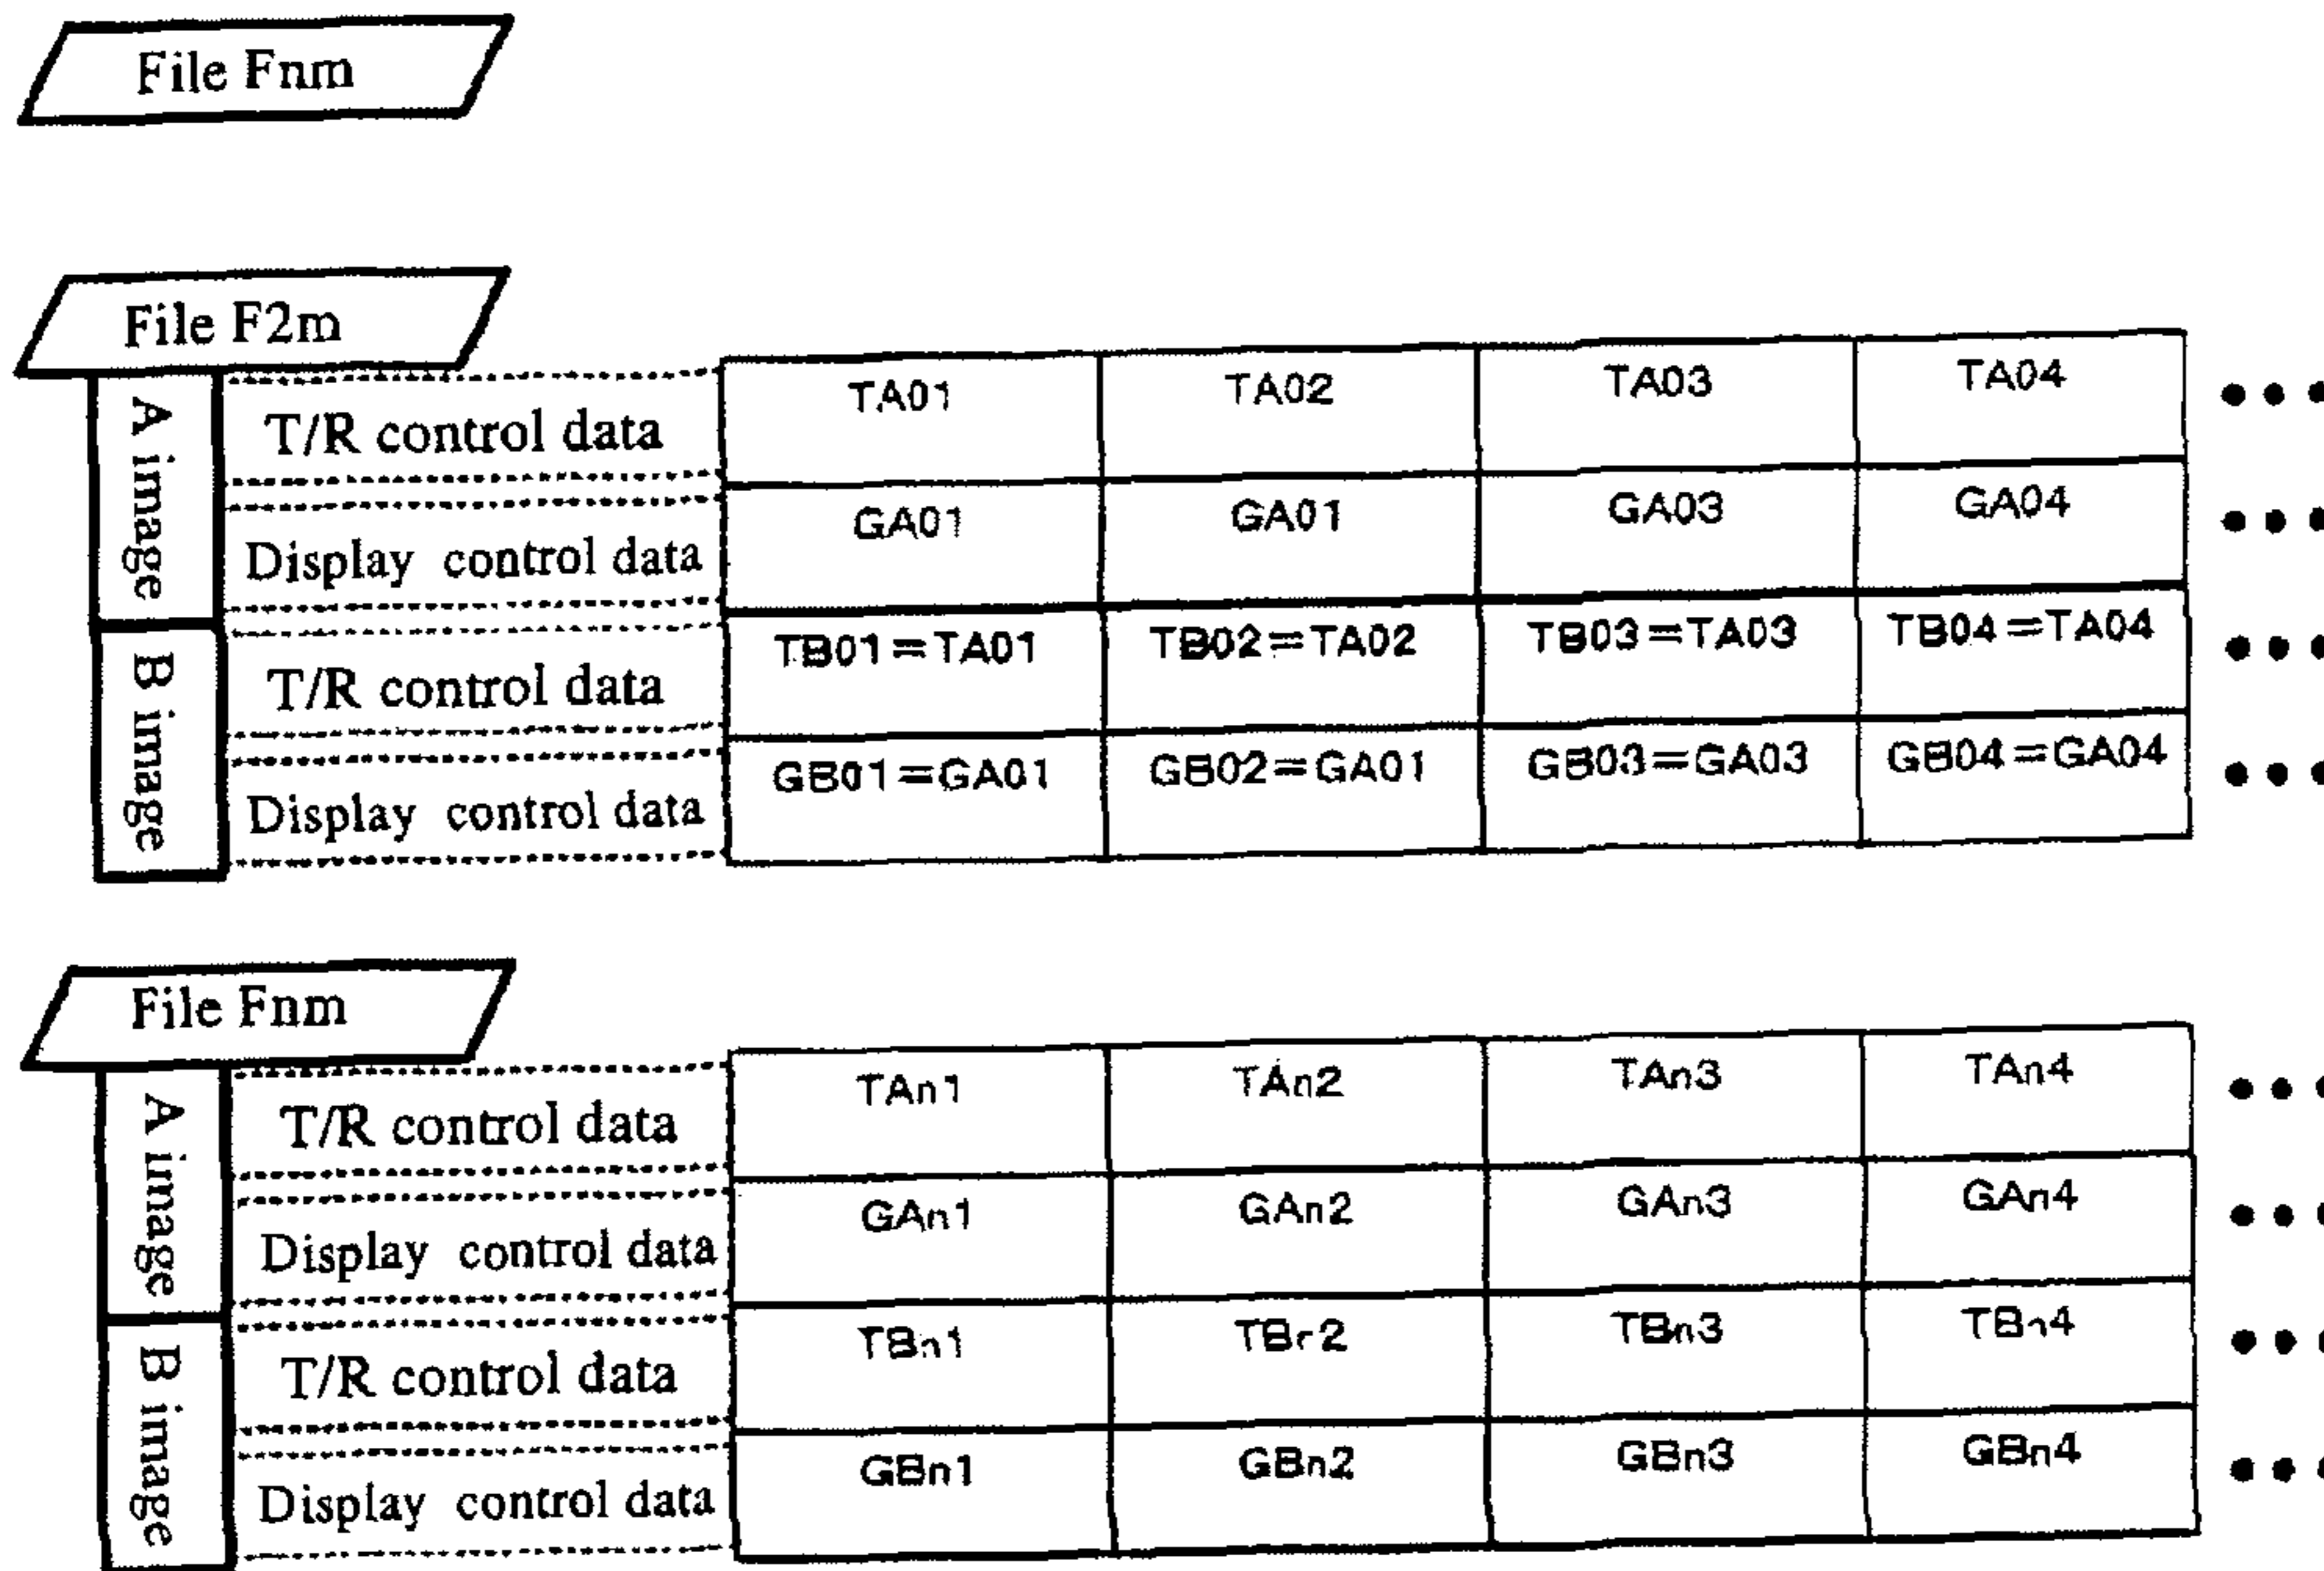 File Fnm
File F2m
A image
T/R control data TA01 TA02 TA03 TA04
Display control data GA01 GA01 GA03 GA04
B image
T/R control data TB01=TA01 TB02=TA02 TB03=TA03 TB04=TA04
Display control data GB01=GA01 GB02=GA01 GB03=GA03 GB04=GA04
File Fnm
A image
T/R control data TAn1 TAn2 TAn3 TAn4
Display control data GAn1 GAn2 GAn3 GAn4
B image
T/R control data TBn1 TBn3 TBn4
Display control data GBn1 GBn2 GBn3 GBn4